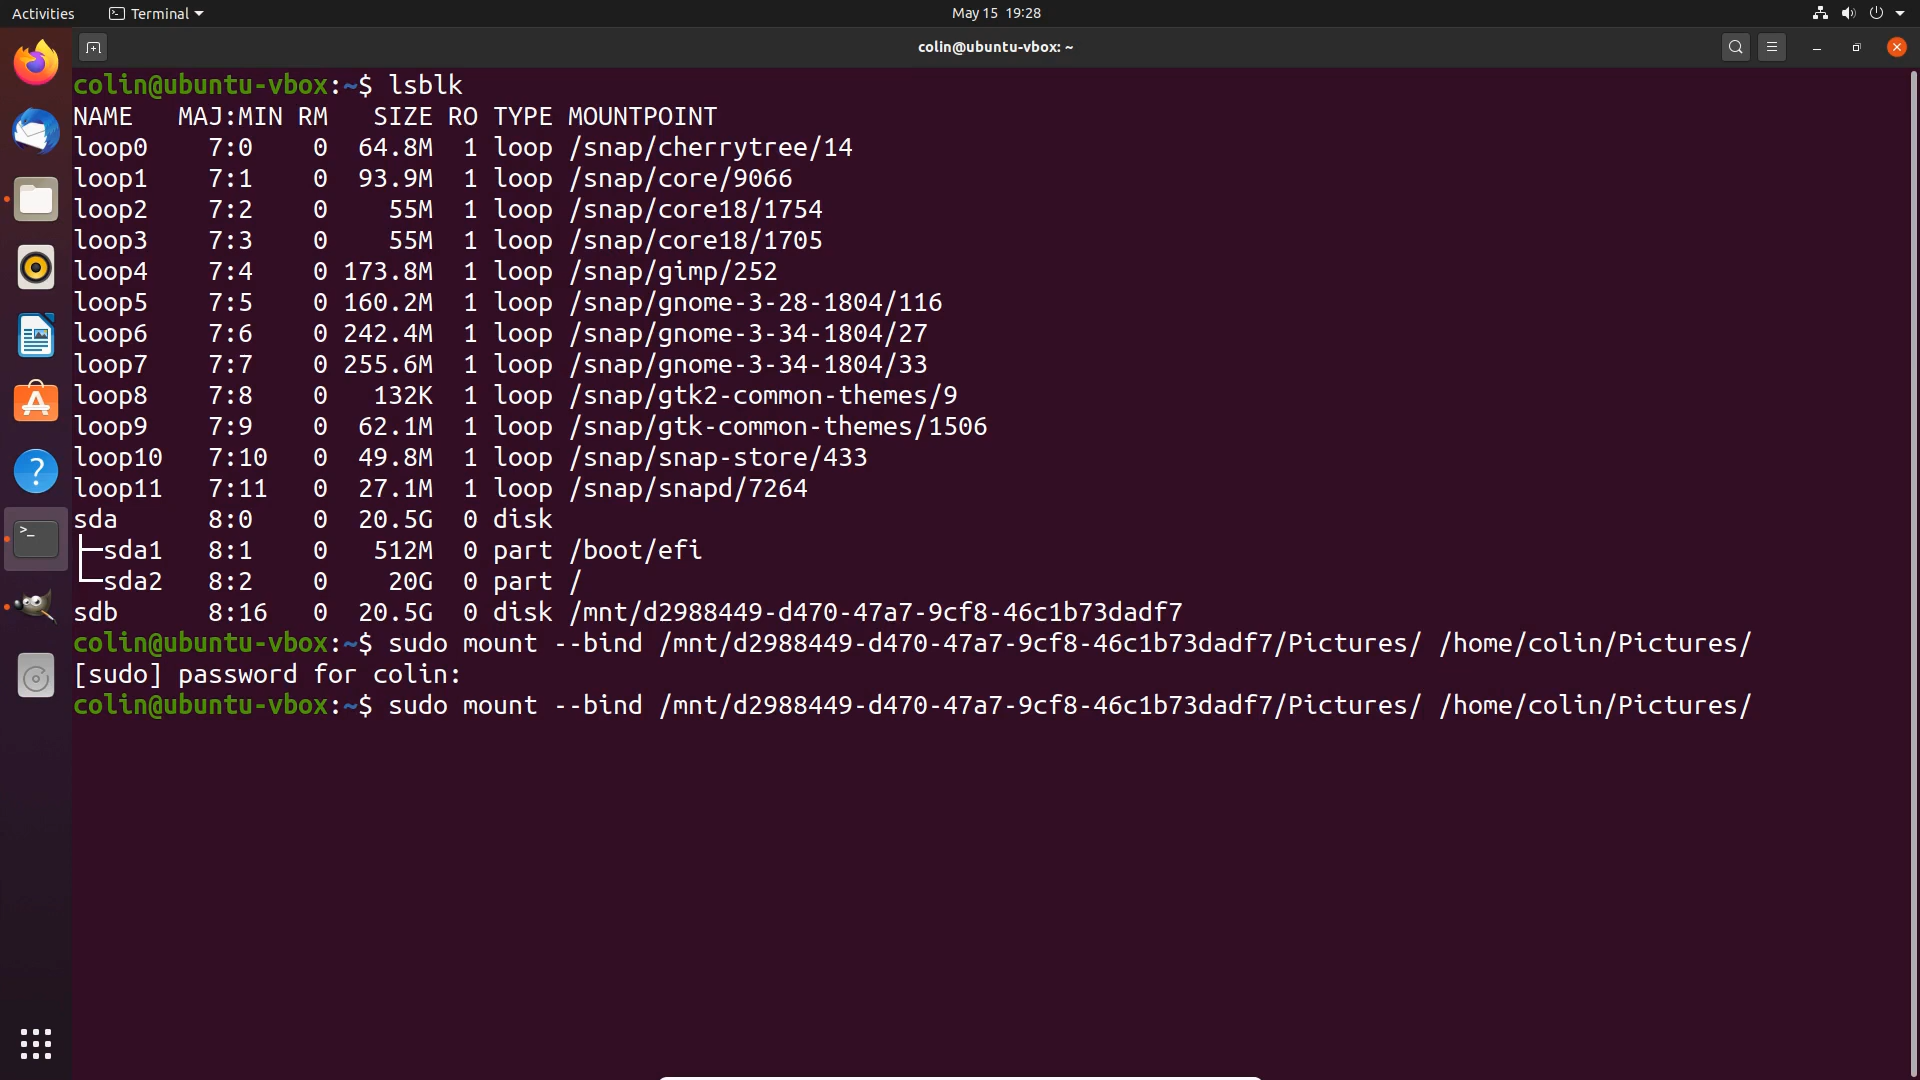 Activities Terminal May 15 19:28
colin@ubuntu-vbox: ~
colin@ubuntu-vbox:~$ lsblk
NAME   MAJ:MIN RM   SIZE RO TYPE MOUNTPOINT
loop0    7:0    0  64.8M  1 loop /snap/cherrytree/14
loop1    7:1    0  93.9M  1 loop /snap/core/9066
loop2    7:2    0    55M  1 loop /snap/core18/1754
loop3    7:3    0    55M  1 loop /snap/core18/1705
loop4    7:4    0 173.8M  1 loop /snap/gimp/252
loop5    7:5    0 160.2M  1 loop /snap/gnome-3-28-1804/116
loop6    7:6    0 242.4M  1 loop /snap/gnome-3-34-1804/27
loop7    7:7    0 255.6M  1 loop /snap/gnome-3-34-1804/33
loop8    7:8    0   132K  1 loop /snap/gtk2-common-themes/9
loop9    7:9    0  62.1M  1 loop /snap/gtk-common-themes/1506
loop10   7:10   0  49.8M  1 loop /snap/snap-store/433
loop11   7:11   0  27.1M  1 loop /snap/snapd/7264
sda      8:0    0  20.5G  0 disk
├─sda1   8:1    0   512M  0 part /boot/efi
└─sda2   8:2    0    20G  0 part /
sdb      8:16   0  20.5G  0 disk /mnt/d2988449-d470-47a7-9cf8-46c1b73dadf7
colin@ubuntu-vbox:~$ sudo mount --bind /mnt/d2988449-d470-47a7-9cf8-46c1b73dadf7/Pictures/ /home/colin/Pictures/
[sudo] password for colin:
colin@ubuntu-vbox:~$ sudo mount --bind /mnt/d2988449-d470-47a7-9cf8-46c1b73dadf7/Pictures/ /home/colin/Pictures/